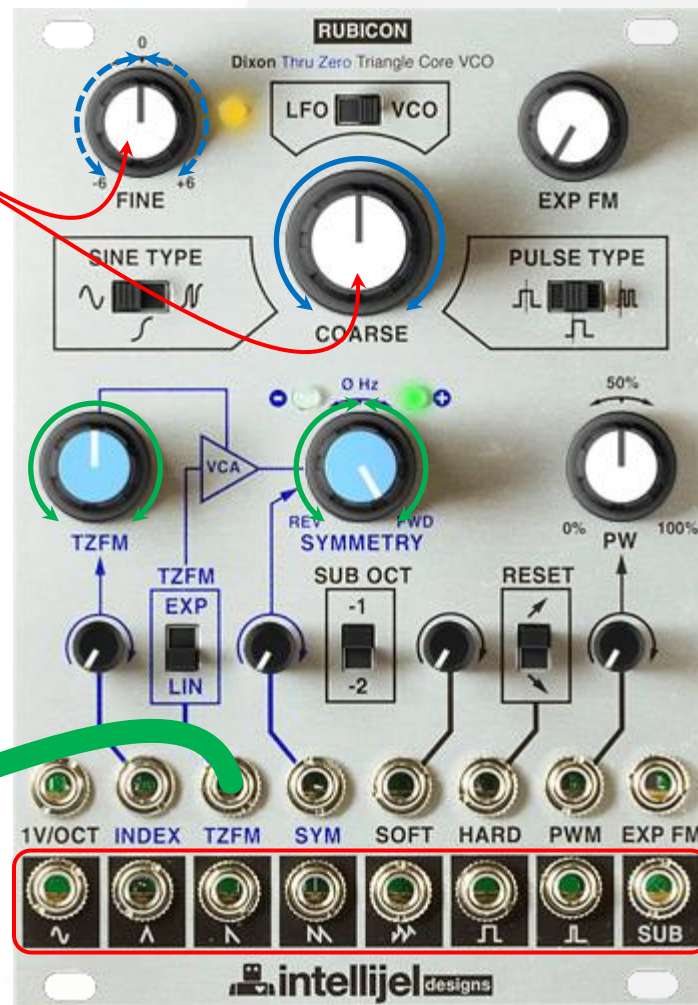 RUBICON
Dixon Thru Zero Triangle Core VCO
0
LFO VCO
-6 +6
FINE
EXP FM
SINE TYPE
PULSE TYPE
COARSE
- Ø Hz +
50%
VCA
REV FWD
0% 100%
TZFM
SYMMETRY
PW
TZFM
SUB OCT
RESET
EXP
-1
LIN
-2
1V/OCT INDEX TZFM SYM SOFT HARD PWM EXP FM
SUB
intellijel designs